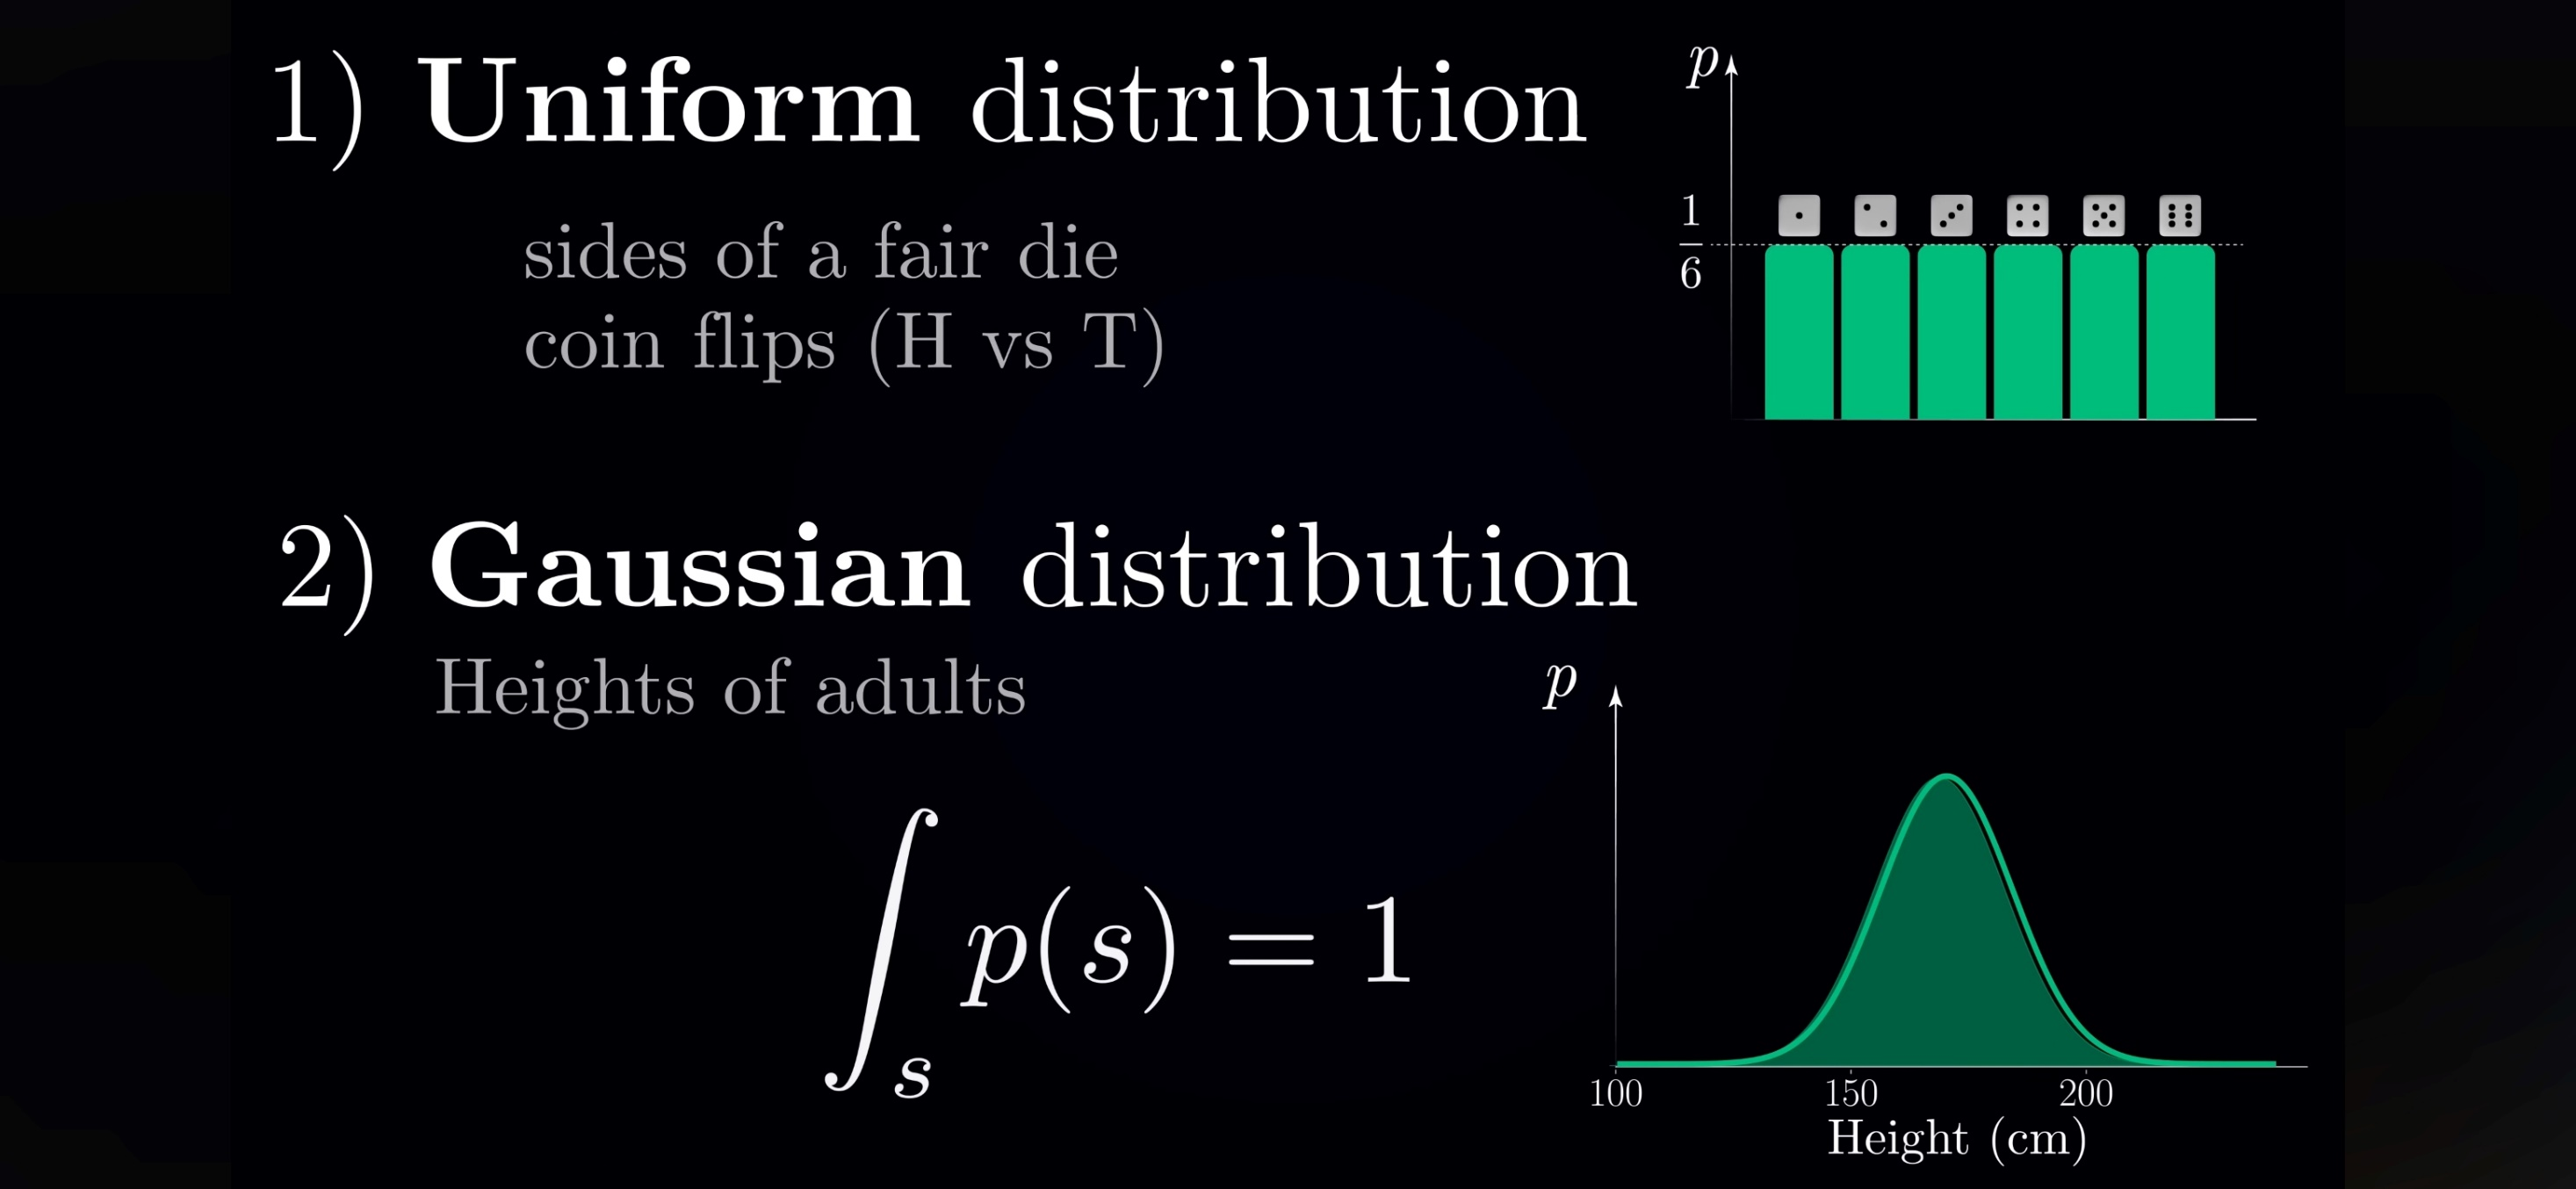 1) Uniform distribution
sides of a fair die
coin flips (H vs T)
p
1
6
2) Gaussian distribution
Heights of adults
∫ₛ p(s) = 1
p
100 150 200
Height (cm)